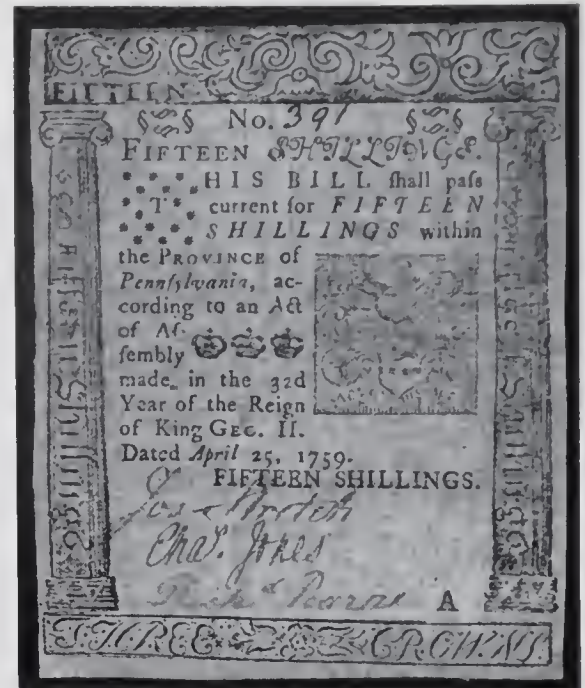 FIFTEEN
No. 391
FIFTEEN SHILLINGS.
THIS BILL ſhall paſs
current for FIFTEEN
SHILLINGS within
the PROVINCE of
Pennſylvania, ac-
cording to an Act
of Aſ-
ſembly
made, in the 32d
Year of the Reign
of King GEO. II.
Dated April 25, 1759.
FIFTEEN SHILLINGS.
Chaˢ. Jones
A
THREE CROWNS